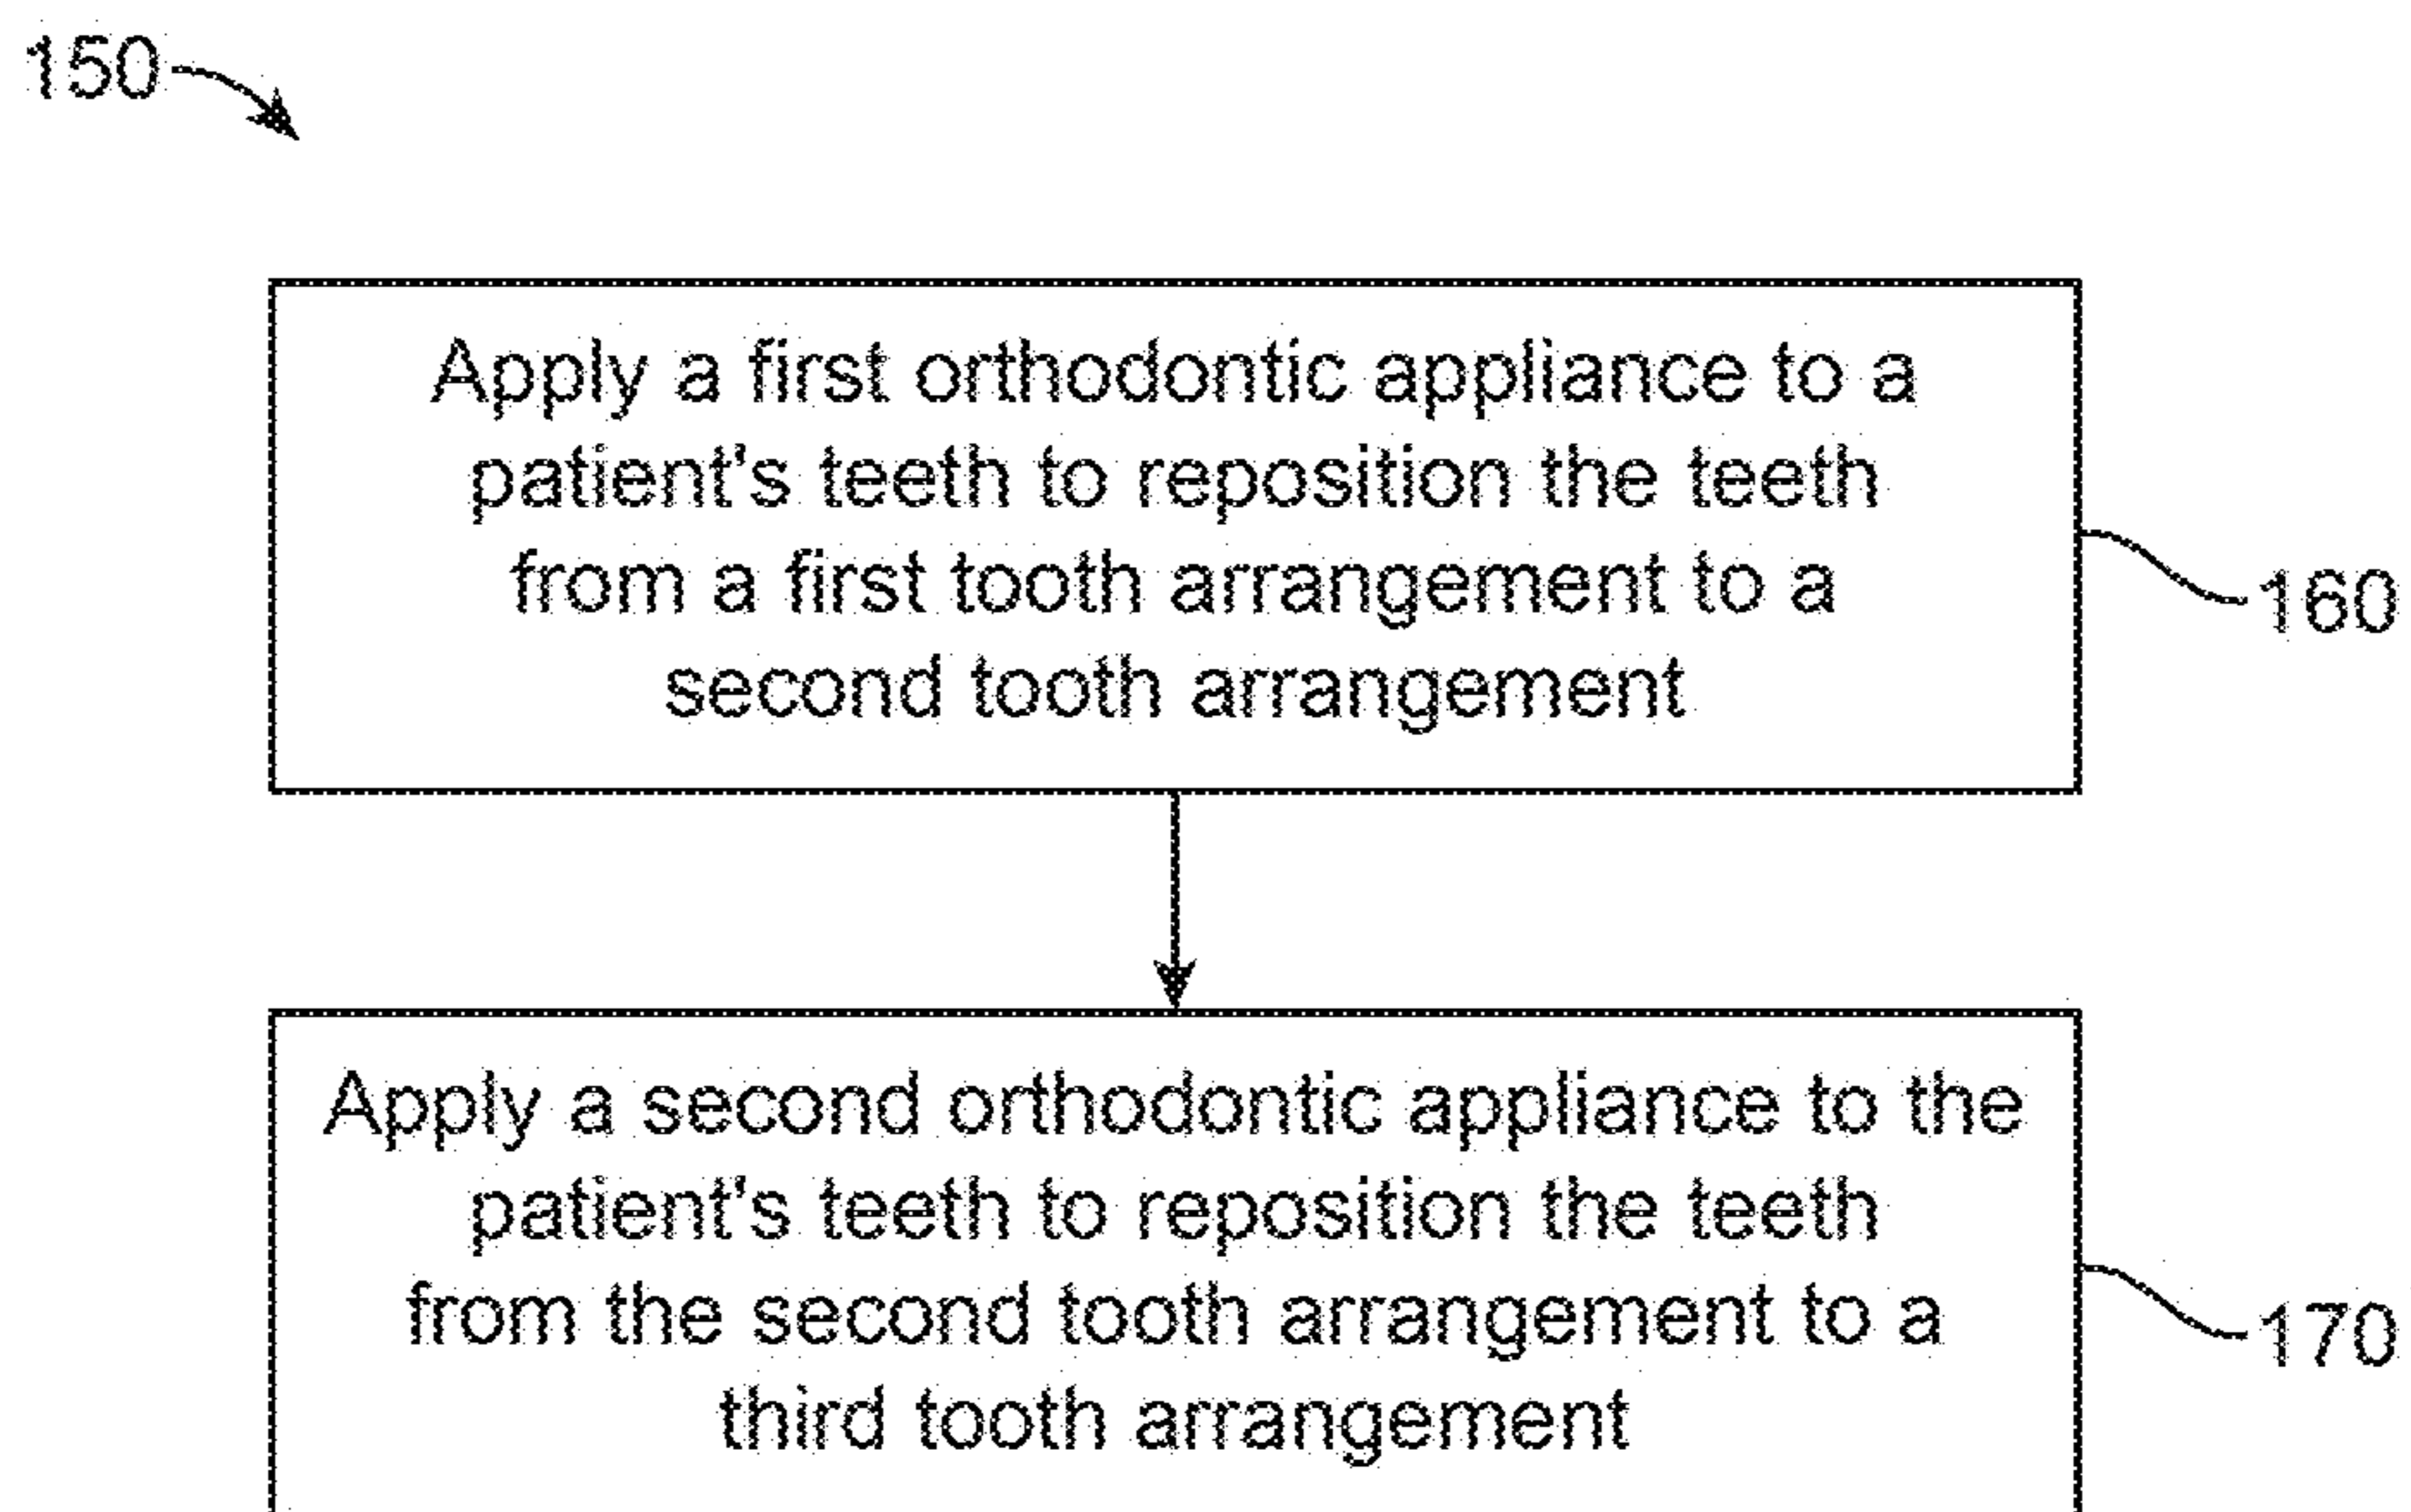 150
Apply a first orthodontic appliance to a
patient's teeth to reposition the teeth
from a first tooth arrangement to a
second tooth arrangement
160
Apply a second orthodontic appliance to the
patient's teeth to reposition the teeth
from the second tooth arrangement to a
third tooth arrangement
170